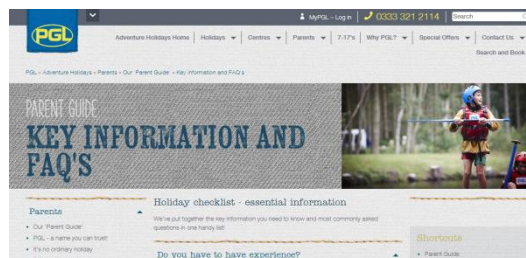 MyPGL - Log in
0333 321 2114
Search
PGL
Adventure Holidays Home
Holidays
Centres
Parents
7-17's
Why PGL?
Special Offers
Contact Us
Search and Book
PGL » Adventure Holidays » Parents » Our 'Parent Guide' » Key information and FAQ's
PARENT GUIDE
KEY INFORMATION AND
FAQ'S
Parents
Our 'Parent Guide'
PGL - a name you can trust!
It's no ordinary holiday
Holiday checklist - essential information
We've put together the key information you need to know and most commonly asked
questions in one handy list!
Do you have to have experience?
Shortcuts
Parent Guide